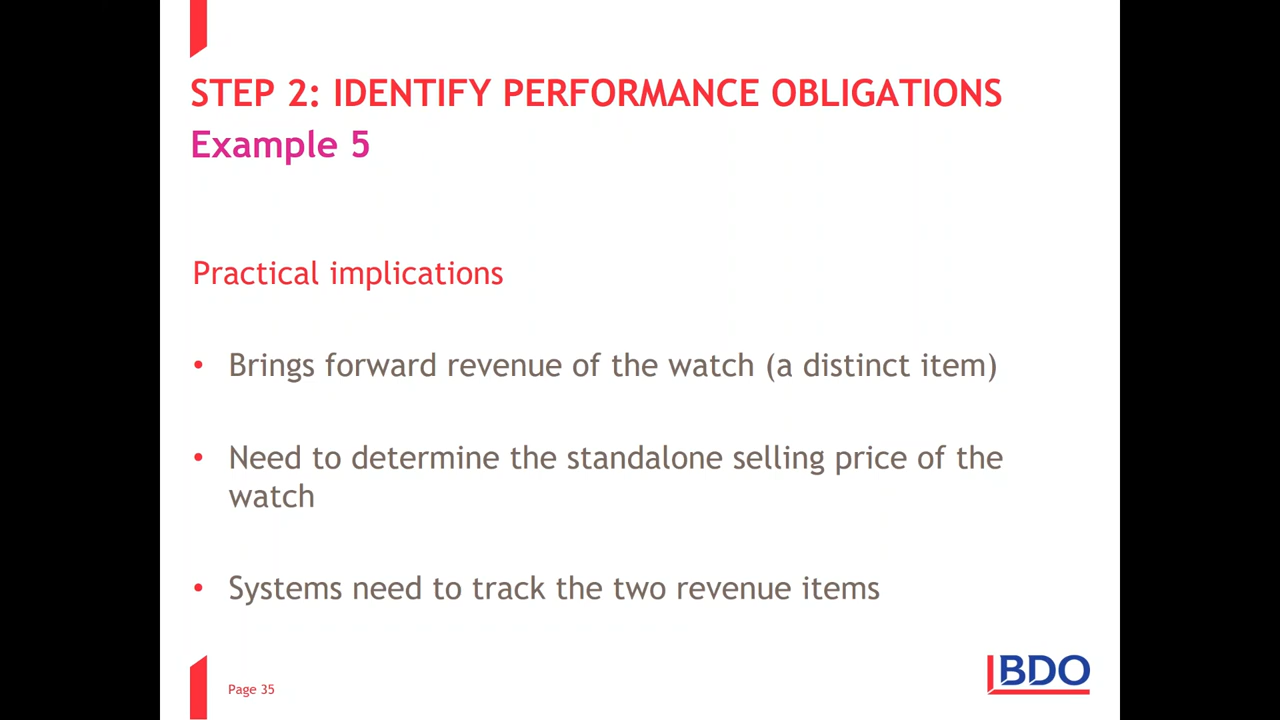 STEP 2: IDENTIFY PERFORMANCE OBLIGATIONS
Example 5
Practical implications
• Brings forward revenue of the watch (a distinct item)
• Need to determine the standalone selling price of the
watch
• Systems need to track the two revenue items
Page 35
BDO